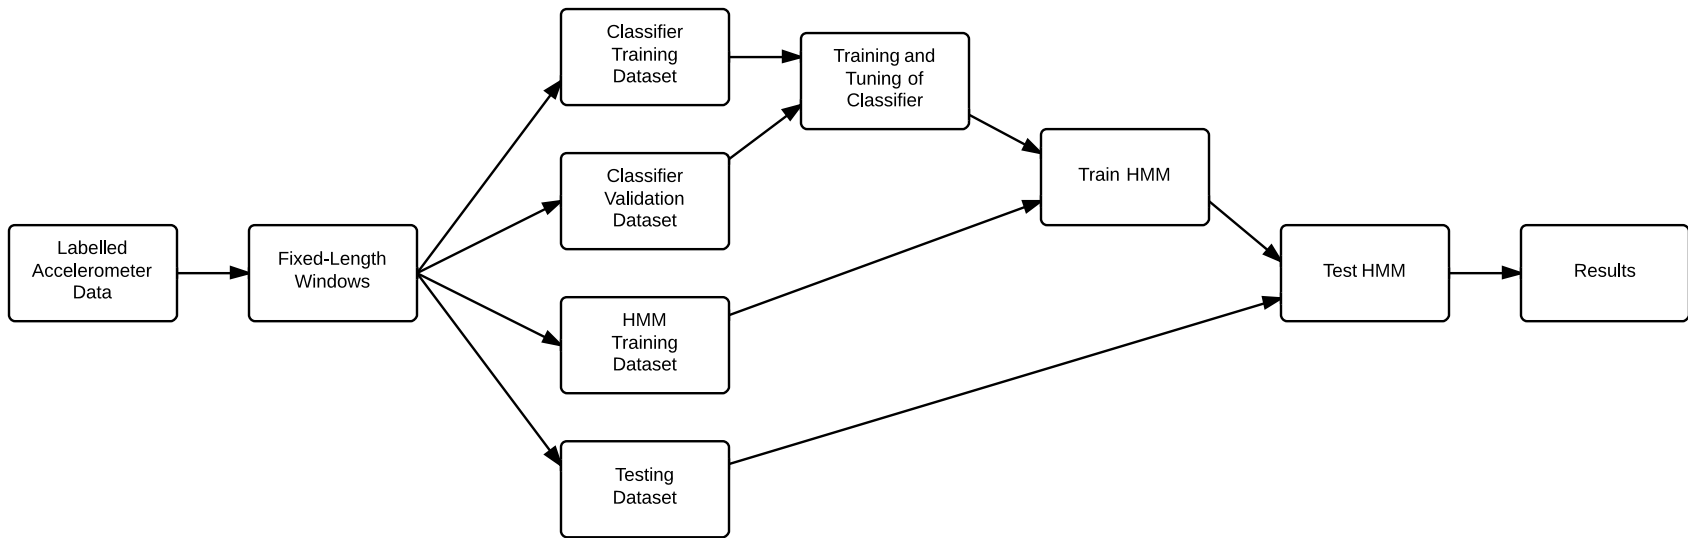 Labelled
Accelerometer
Data
Fixed-Length
Windows
Classifier
Training
Dataset
Classifier
Validation
Dataset
HMM
Training
Dataset
Testing
Dataset
Training and
Tuning of
Classifier
Train HMM
Test HMM
Results